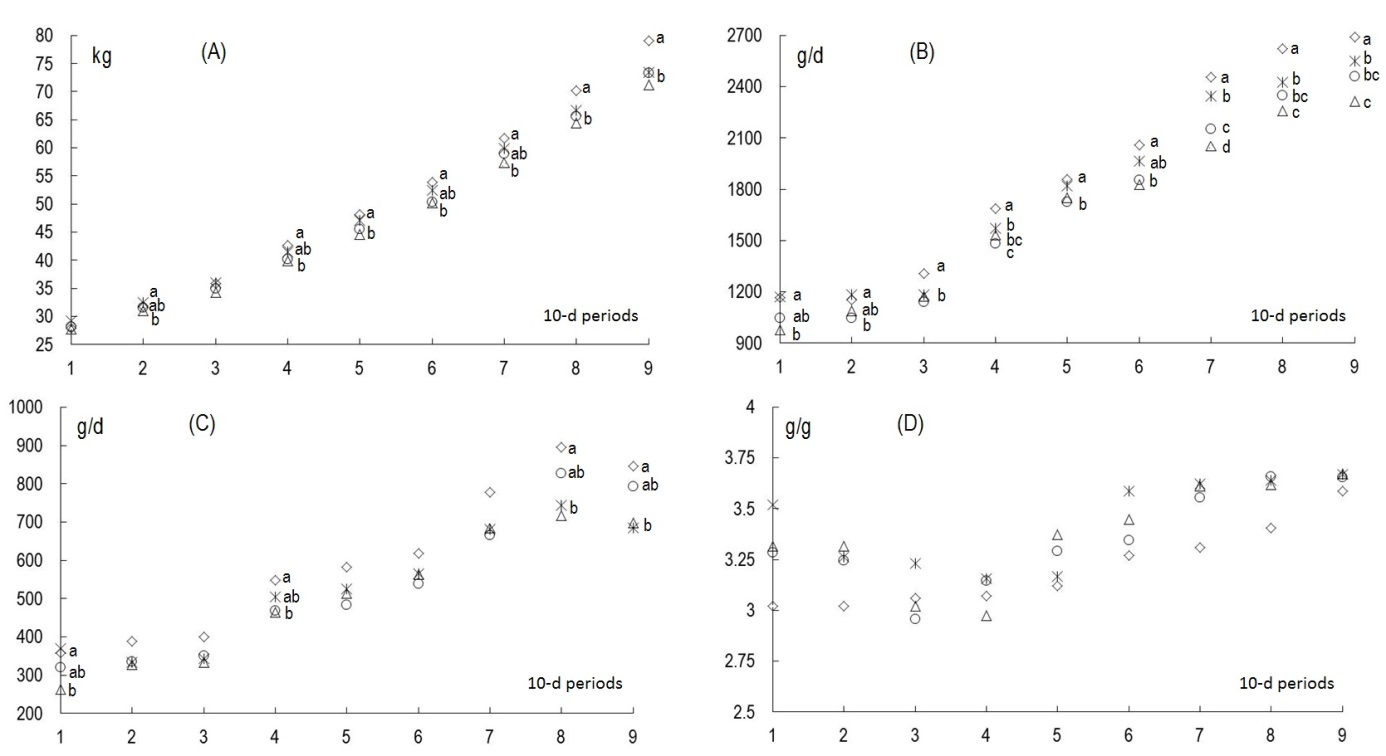 kg
(A)
80
75
70
65
60
55
50
45
40
35
30
25
a
ab
b
a
ab
b
a
b
a
ab
b
a
ab
b
a
b
a
b
10-d periods
1 2 3 4 5 6 7 8 9
g/d
(B)
2700
2400
2100
1800
1500
1200
900
a
ab
b
a
ab
b
a
b
a
b
bc
c
a
b
a
ab
b
a
b
c
d
a
b
bc
c
a
b
bc
c
10-d periods
1 2 3 4 5 6 7 8 9
g/d
(C)
1000
900
800
700
600
500
400
300
200
a
ab
b
a
ab
b
a
ab
b
a
ab
b
10-d periods
1 2 3 4 5 6 7 8 9
g/g
(D)
4
3.75
3.5
3.25
3
2.75
2.5
10-d periods
1 2 3 4 5 6 7 8 9